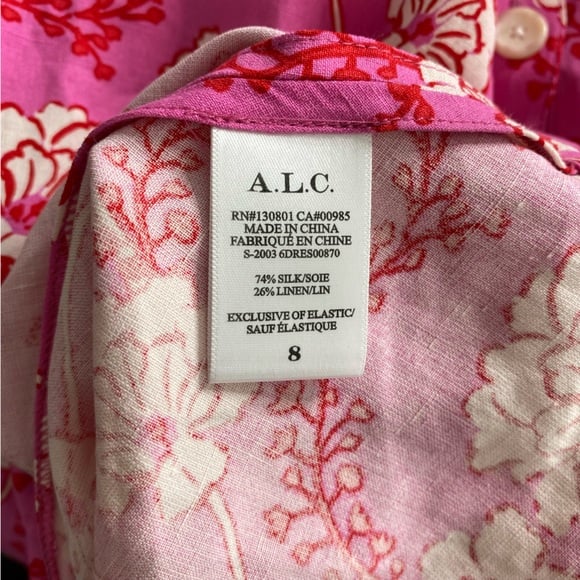 A.L.C.
RN#130801 CA#00985
MADE IN CHINA
FABRIQUÉ EN CHINE
S-2003 6DRES00870
74% SILK/SOIE
26% LINEN/LIN
EXCLUSIVE OF ELASTIC/
SAUF ÉLASTIQUE
8